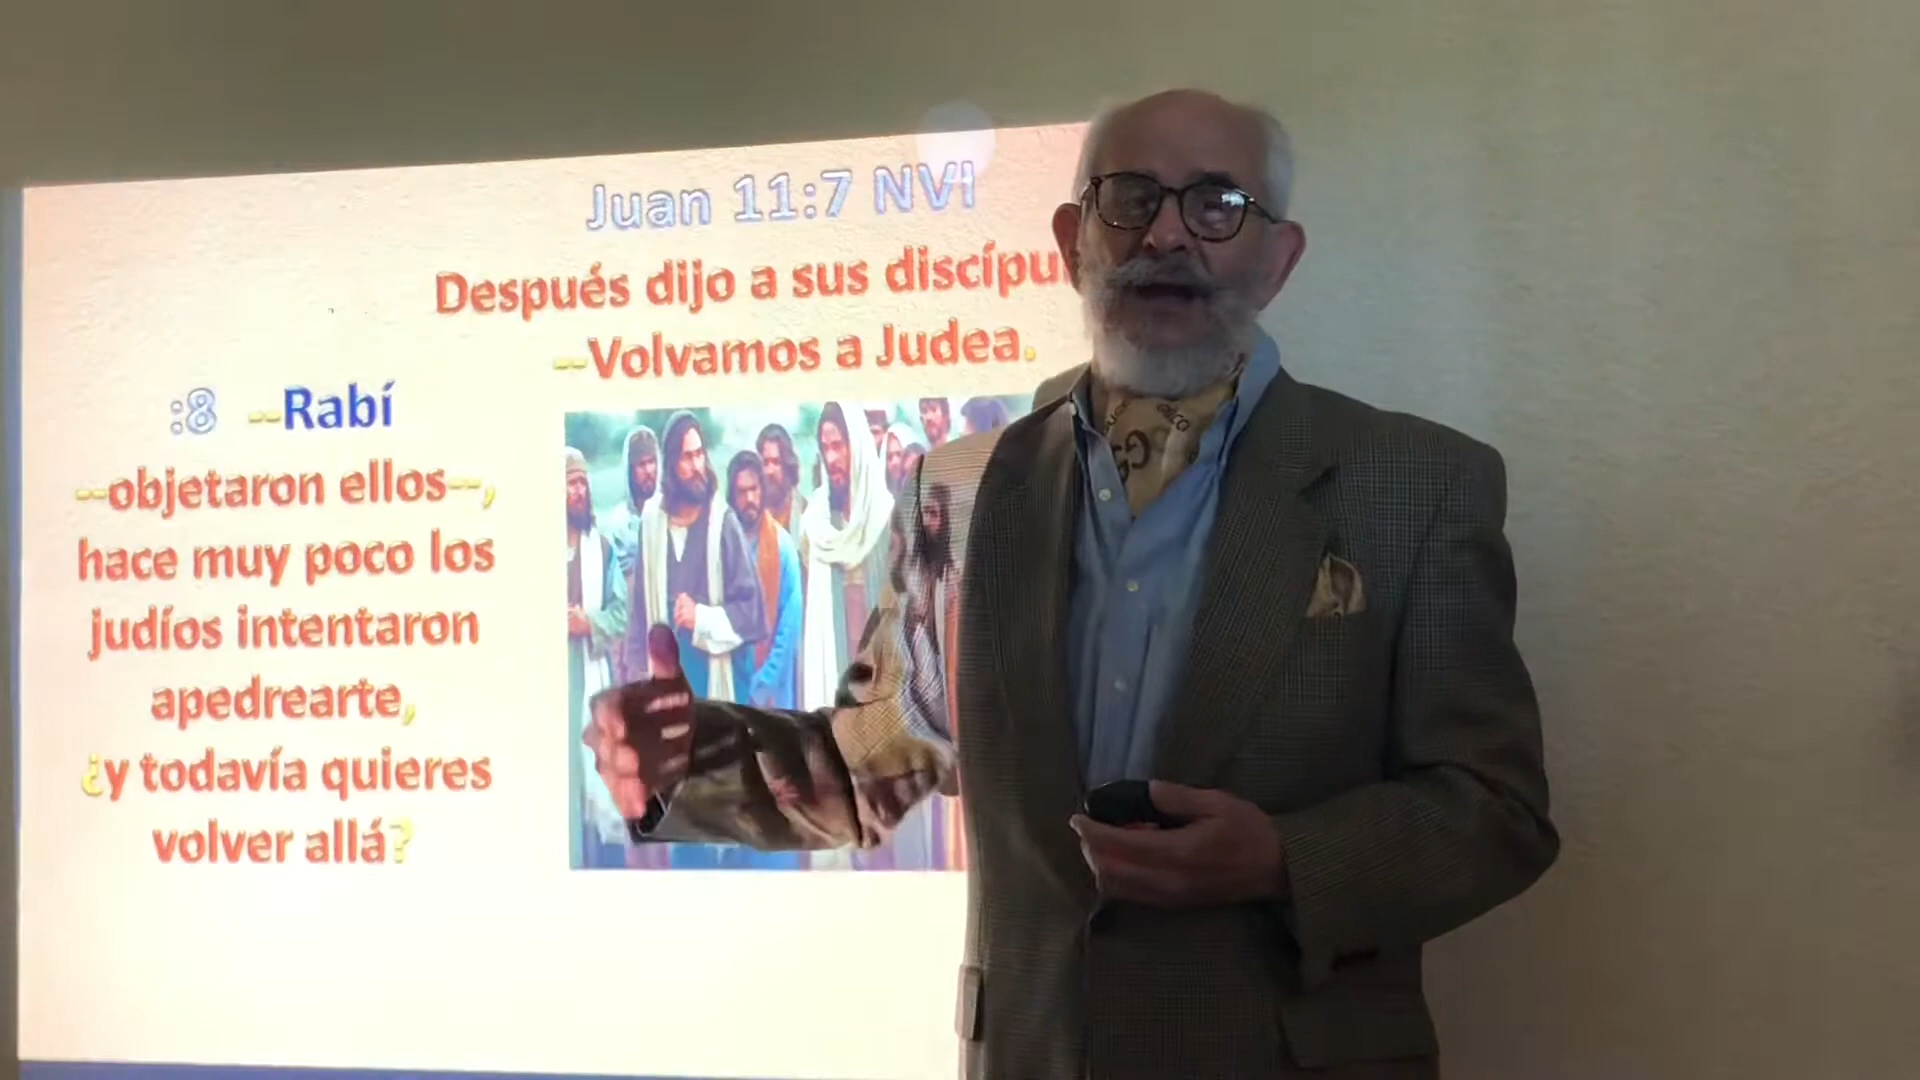 Juan 11:7 NVI
Después dijo a sus
--Volvamos a Judea.
:8 --Rabí
--objetaron ellos--,
hace muy poco los
judíos intentaron
apedrearte,
¿y todavía quieres
volver allá?